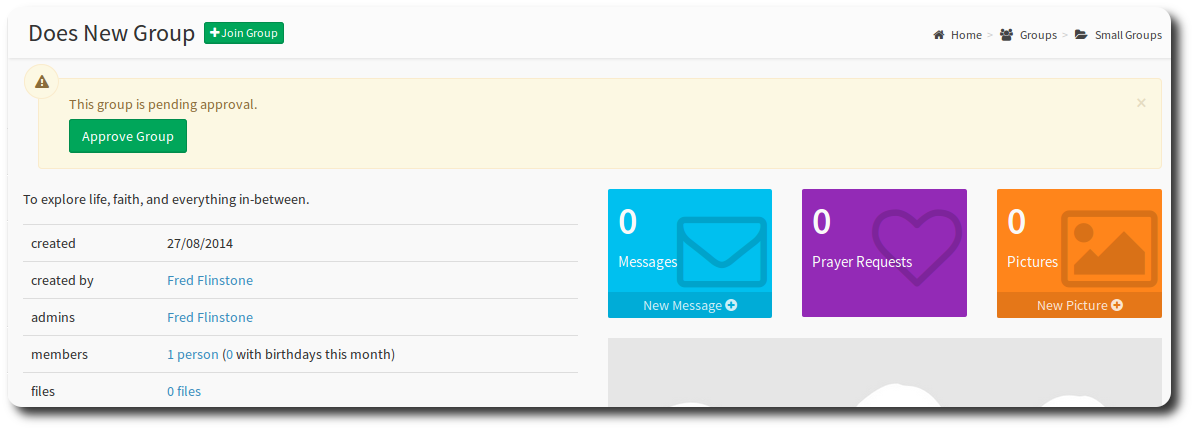 Does New Group Join Group
Home > Groups > Small Groups
This group is pending approval.
×
Approve Group
To explore life, faith, and everything in-between.
created 27/08/2014
created by Fred Flinstone
admins Fred Flinstone
members 1 person (0 with birthdays this month)
files 0 files
0
Messages
New Message
0
Prayer Requests
0
Pictures
New Picture